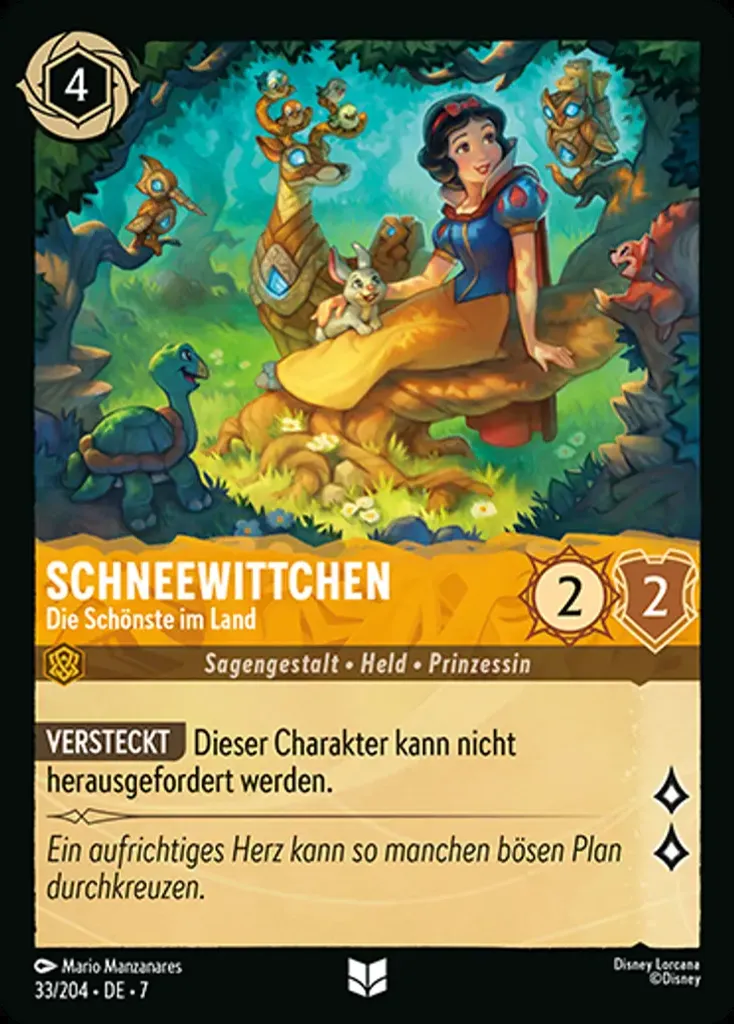 4
SCHNEEWITTCHEN
Die Schönste im Land
2
2
Sagengestalt • Held • Prinzessin
VERSTECKT Dieser Charakter kann nicht
herausgefordert werden.
Ein aufrichtiges Herz kann so manchen bösen Plan
durchkreuzen.
Mario Manzanares
33/204 • DE • 7
Disney Lorcana
©Disney